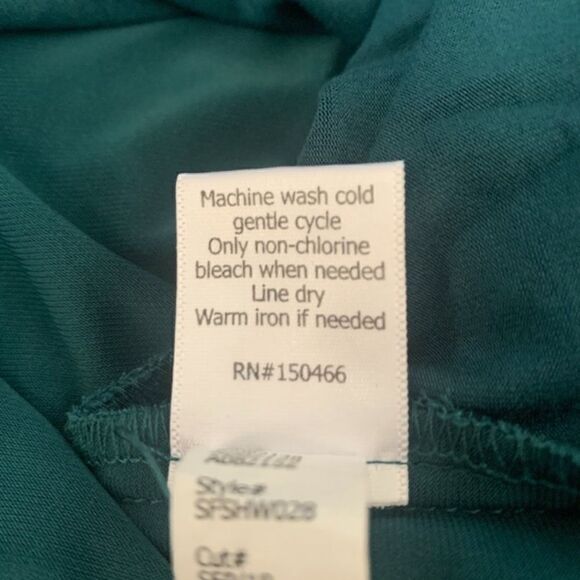 Machine wash cold
gentle cycle
Only non-chlorine
bleach when needed
Line dry
Warm iron if needed
RN#150466
Style#
SFSHW028
Cut#